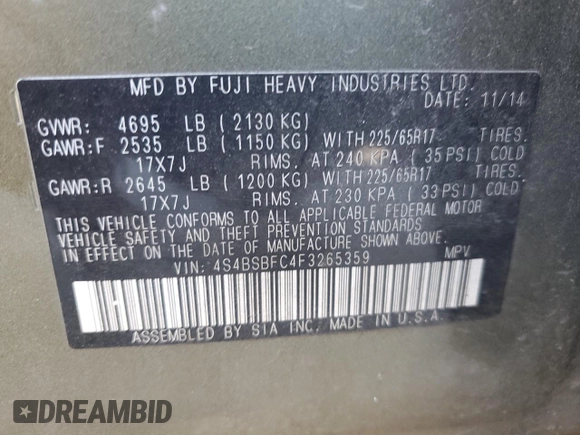 MFD BY FUJI HEAVY INDUSTRIES LTD.
DATE: 11/14
GVWR: 4695 LB (2130 KG)
GAWR:F 2535 LB (1150 KG) WITH 225/65R17 TIRES.
17X7J RIMS. AT 240 KPA (35 PSI) COLD
GAWR:R 2645 LB (1200 KG) WITH 225/65R17 TIRES.
17X7J RIMS. AT 230 KPA (33 PSI) COLD
THIS VEHICLE CONFORMS TO ALL APPLICABLE FEDERAL MOTOR
VEHICLE SAFETY AND THEFT PREVENTION STANDARDS
IN EFFECT ON THE DATE OF MANUFACTURE SHOWN ABOVE.
VIN: 4S4BSBFC4F3265359 MPV
ASSEMBLED BY SIA INC. MADE IN U.S.A.
DREAMBID